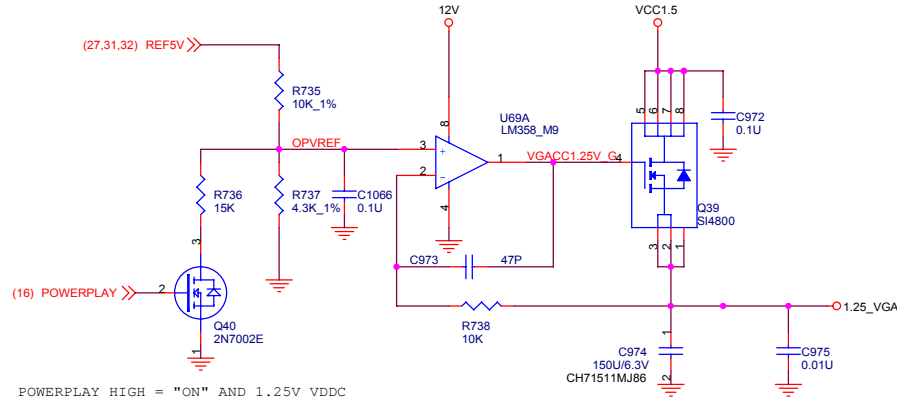 12V
VCC1.5
(27,31,32) REF5V
R735
10K_1%
U69A
LM358_M9
8
5
6
7
8
C972
0.1U
OPVREF
3
+
1
VGACC1.25V_G
4
2
−
R736
15K
R737
4.3K_1%
C1066
0.1U
4
Q39
SI4800
3
2
1
3
C973
47P
(16) POWERPLAY
2
R738
10K
1.25_VGA
Q40
2N7002E
1
1
C974
150U/6.3V
CH71511MJ86
2
C975
0.01U
POWERPLAY HIGH = "ON" AND 1.25V VDDC